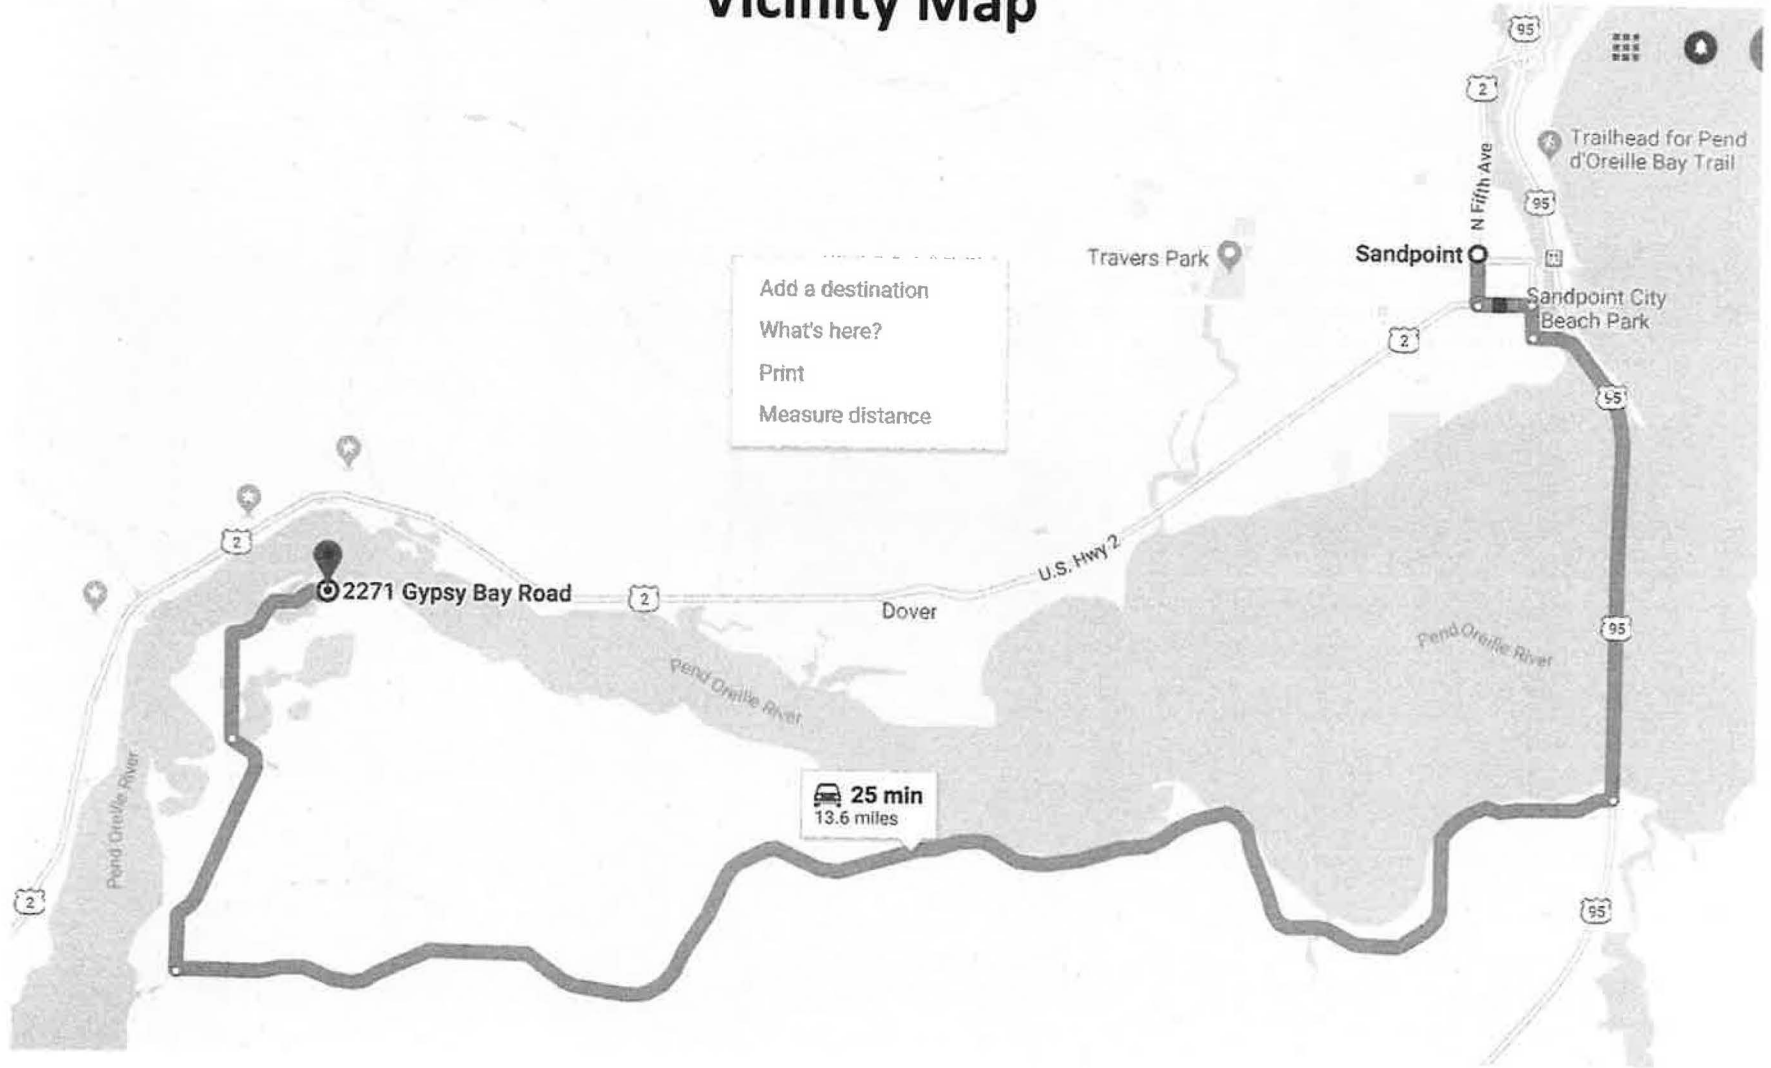 Vicinity Map
95
2
Trailhead for Pend
d'Oreille Bay Trail
N Fifth Ave
95
Travers Park
Sandpoint
Sandpoint City
Beach Park
Add a destination
What's here?
Print
Measure distance
2
95
2
U.S. Hwy 2
2271 Gypsy Bay Road
2
Dover
95
Pend Oreille River
Pend Oreille River
Pend Oreille River
25 min
13.6 miles
2
95